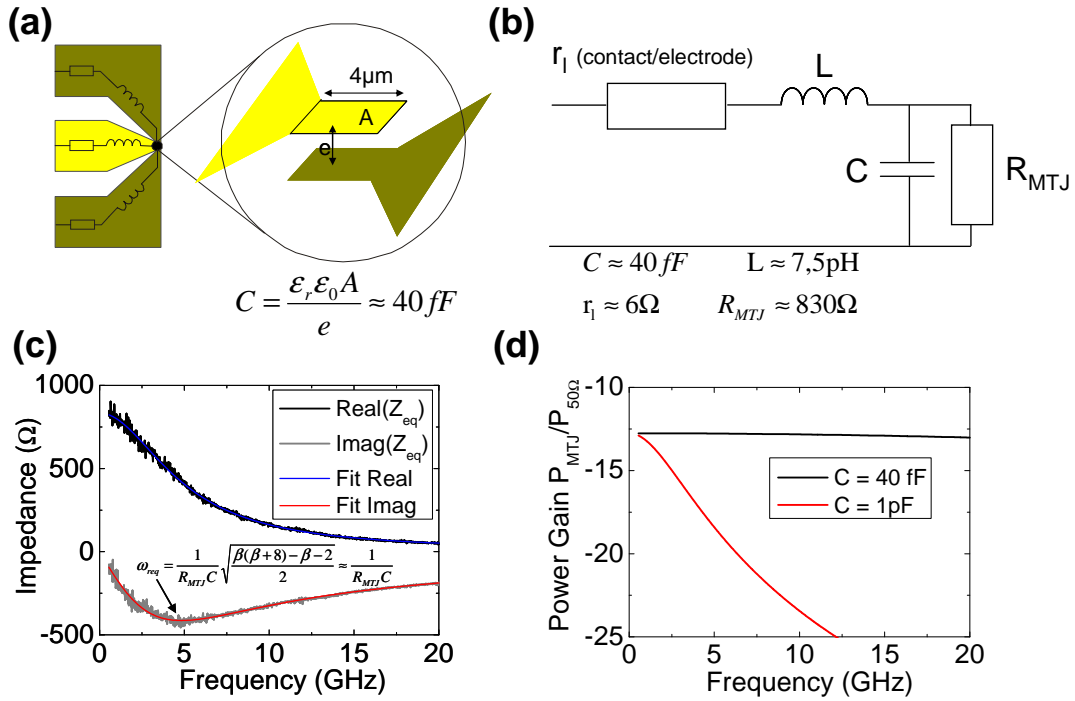 (a)
4µm
A
e
C = ε_r ε_0 A / e ≈ 40 fF
(b)
r_l (contact/electrode)
L
C
R_MTJ
C ≈ 40 fF L ≈ 7,5pH
r_l ≈ 6Ω R_MTJ ≈ 830Ω
(c)
Impedance (Ω)
1000
500
0
-500
Real(Z_eq)
Imag(Z_eq)
Fit Real
Fit Imag
ω_req = 1/(R_MTJ C) √((β(β+8)−β−2)/2) ≈ 1/(R_MTJ C)
0 5 10 15 20
Frequency (GHz)
(d)
Power Gain P_MTJ/P_50Ω
-10
-15
-20
-25
C = 40 fF
C = 1pF
0 5 10 15 20
Frequency (GHz)